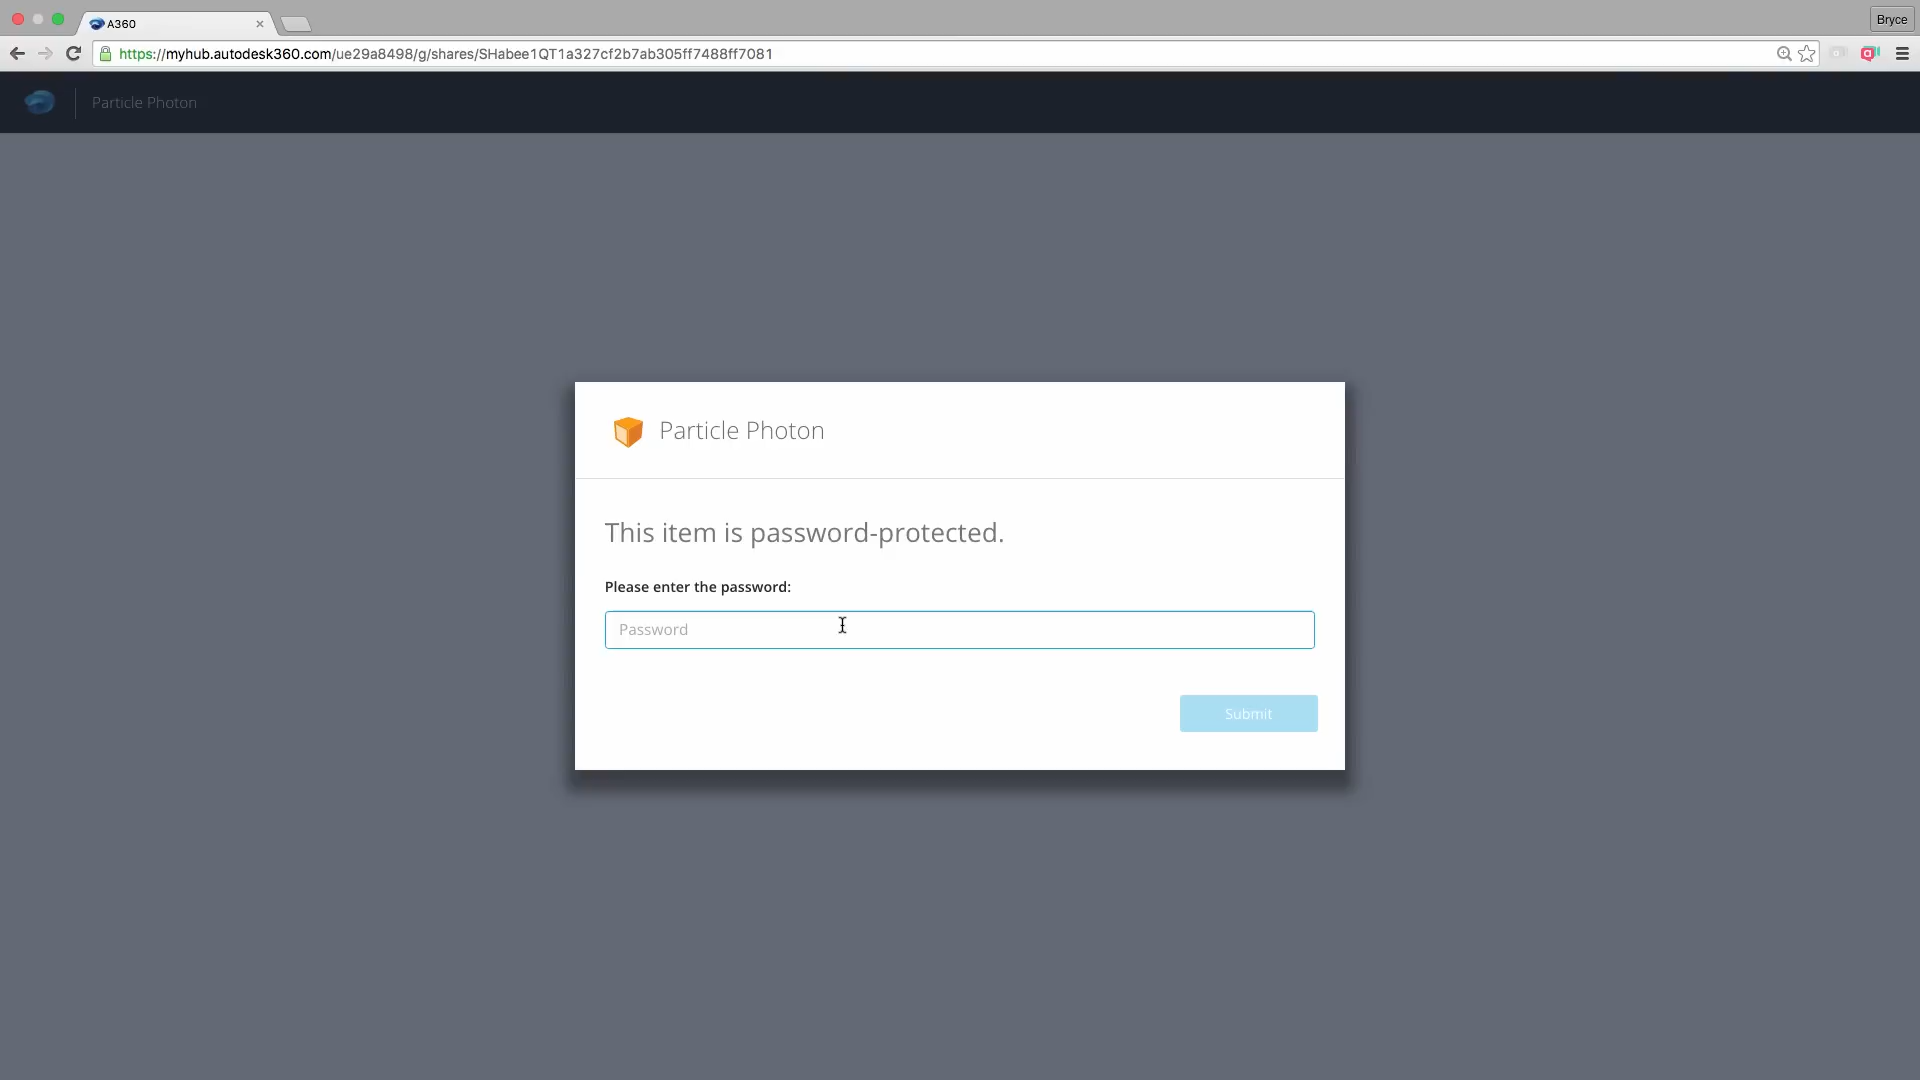 A360
Bryce
https://myhub.autodesk360.com/ue29a8498/g/shares/SHabee1QT1a327cf2b7ab305ff7488ff7081
Particle Photon
Particle Photon
This item is password-protected.
Please enter the password:
Password
Submit